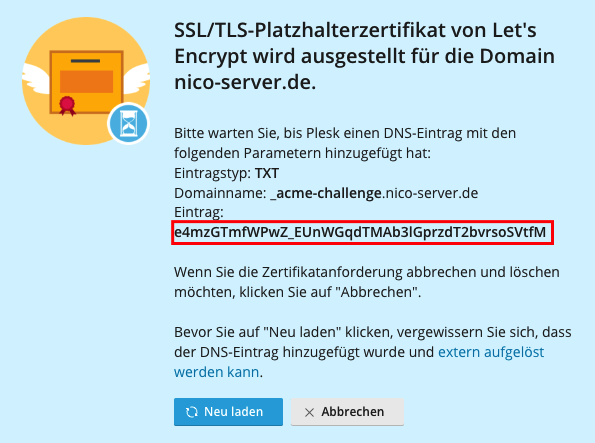 SSL/TLS-Platzhalterzertifikat von Let's
Encrypt wird ausgestellt für die Domain
nico-server.de.
Bitte warten Sie, bis Plesk einen DNS-Eintrag mit den
folgenden Parametern hinzugefügt hat:
Eintragstyp: TXT
Domainname: _acme-challenge.nico-server.de
Eintrag:
e4mzGTmfWPwZ_EUnWGqdTMAb3lGprzdT2bvrsoSVtfM
Wenn Sie die Zertifikatanforderung abbrechen und löschen
möchten, klicken Sie auf "Abbrechen".
Bevor Sie auf "Neu laden" klicken, vergewissern Sie sich, dass
der DNS-Eintrag hinzugefügt wurde und extern aufgelöst
werden kann.
Neu laden
Abbrechen